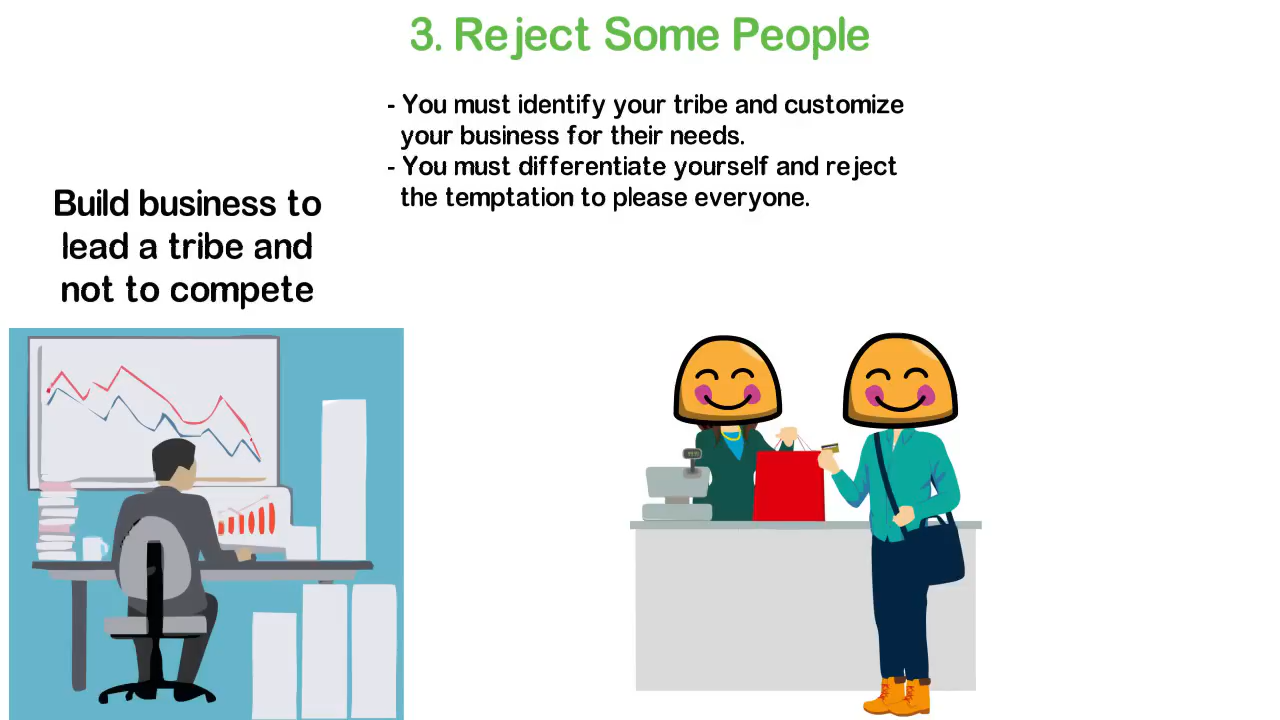 3. Reject Some People
- You must identify your tribe and customize
your business for their needs.
- You must differentiate yourself and reject
the temptation to please everyone.
Build business to
lead a tribe and
not to compete